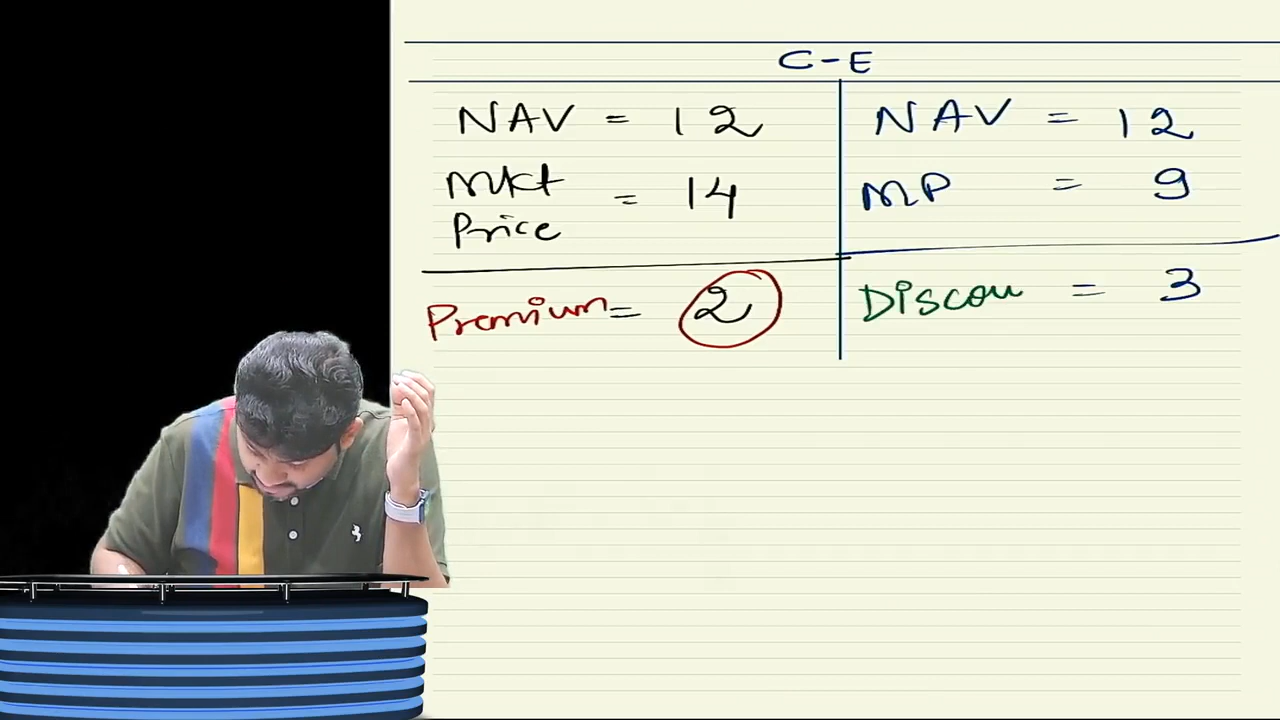 C-E
NAV = 12
Mkt Price = 14
Premium = 2
NAV = 12
MP = 9
Discou = 3